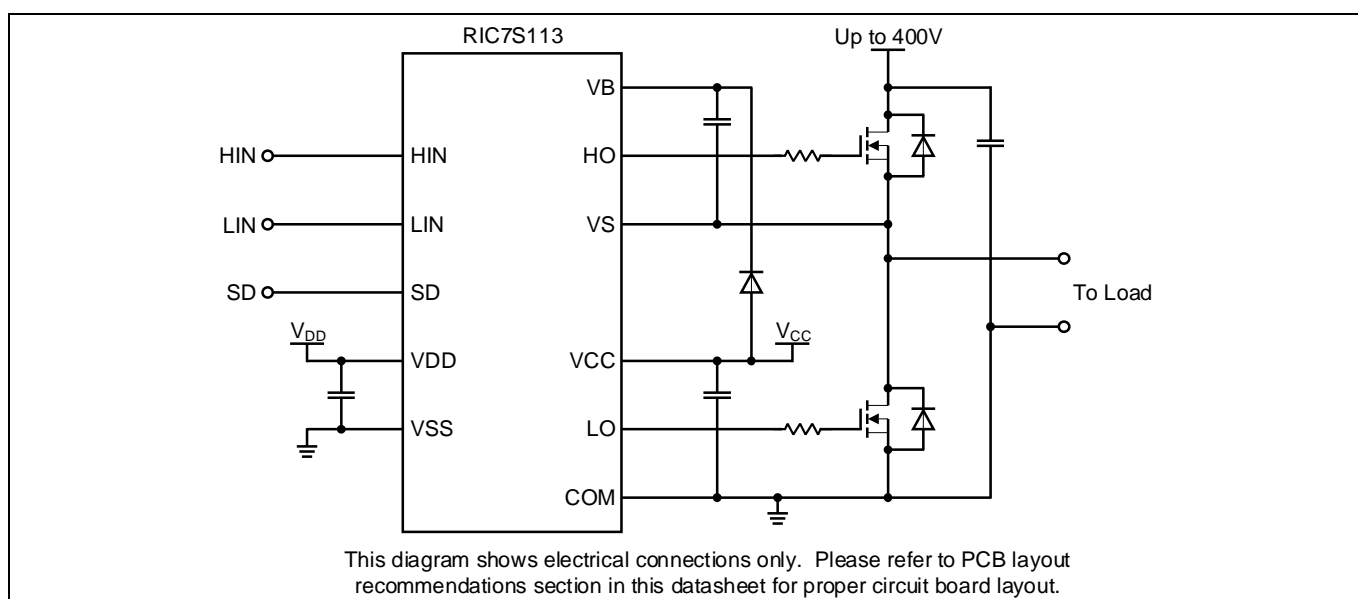 RIC7S113
Up to 400V
VB
HIN
HIN
HO
LIN
LIN
VS
SD
SD
To Load
VDD
VDD
VCC
VCC
VSS
LO
COM
This diagram shows electrical connections only. Please refer to PCB layout
recommendations section in this datasheet for proper circuit board layout.